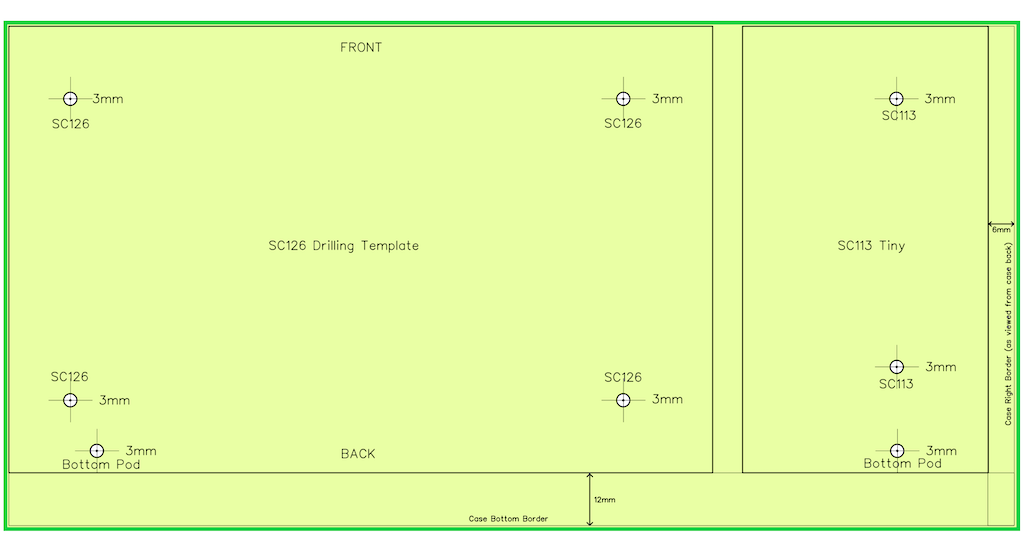 FRONT
3mm
SC126
3mm
SC126
3mm
SC113
6mm
SC126 Drilling Template
SC113 Tiny
Case Right Border (as viewed from case back)
SC126
3mm
SC126
3mm
3mm
SC113
3mm
Bottom Pod
BACK
3mm
Bottom Pod
12mm
Case Bottom Border